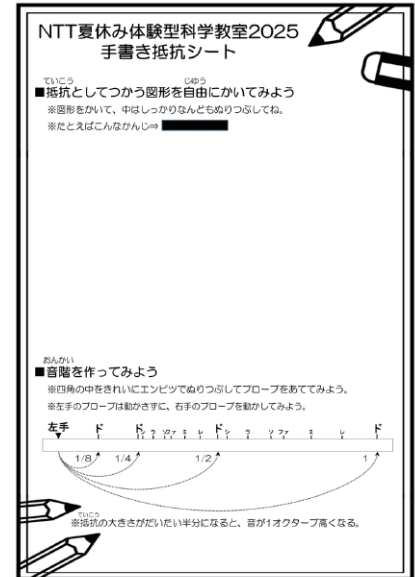 NTT夏休み体験型科学教室2025
手書き抵抗シート
ていこう じゆう
■抵抗としてつかう図形を自由にかいてみよう
※図形をかいて、中はしっかりなんどもぬりつぶしてね。
※たとえばこんなかんじ⇒
おんかい
■音階を作ってみよう
※四角の中をきれいにエンピツでぬりつぶしてプローブをあててみよう。
※左手のプローブは動かさずに、右手のプローブを動かしてみよう。
左手 ド ド シ ラ ソ ファ ミ レ ド シ ラ ソ ファ ミ レ ド
1/8 1/4 1/2 1
ていこう
※抵抗の大きさがだいたい半分になると、音が1オクターブ高くなる。